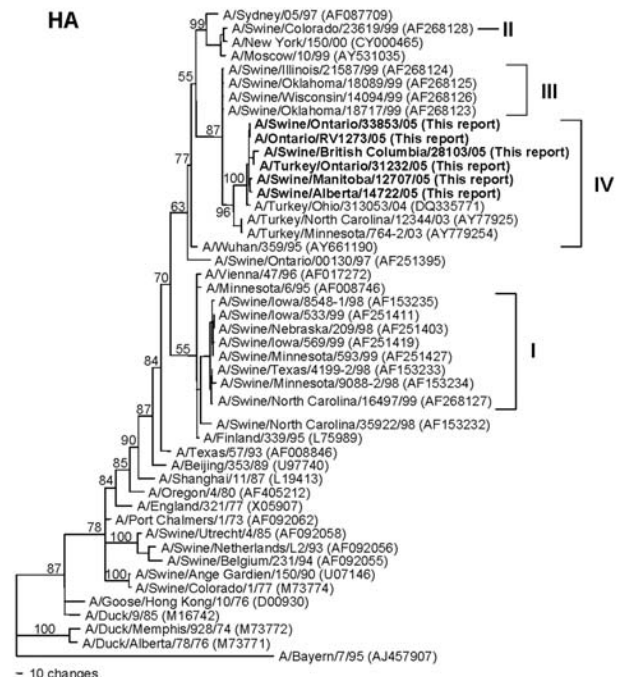 HA
A/Sydney/05/97 (AF087709)
99
A/Swine/Colorado/23619/99 (AF268128)
II
A/New York/150/00 (CY000465)
A/Moscow/10/99 (AY531035)
55
A/Swine/Illinois/21587/99 (AF268124)
A/Swine/Oklahoma/18089/99 (AF268125)
III
A/Swine/Wisconsin/14094/99 (AF268126)
A/Swine/Oklahoma/18717/99 (AF268123)
87
A/Swine/Ontario/33853/05 (This report)
A/Ontario/RV1273/05 (This report)
A/Swine/British Columbia/28103/05 (This report)
77
A/Turkey/Ontario/31232/05 (This report)
100
A/Swine/Manitoba/12707/05 (This report)
IV
A/Swine/Alberta/14722/05 (This report)
A/Turkey/Ohio/313053/04 (DQ335771)
63
96
A/Turkey/North Carolina/12344/03 (AY77925)
A/Turkey/Minnesota/764-2/03 (AY779254)
A/Wuhan/359/95 (AY661190)
A/Swine/Ontario/00130/97 (AF251395)
70
A/Vienna/47/96 (AF017272)
A/Minnesota/6/95 (AF008746)
A/Swine/Iowa/8548-1/98 (AF153235)
A/Swine/Iowa/533/99 (AF251411)
A/Swine/Nebraska/209/98 (AF251403)
A/Swine/Iowa/569/99 (AF251419)
55
A/Swine/Minnesota/593/99 (AF251427)
I
84
A/Swine/Texas/4199-2/98 (AF153233)
A/Swine/Minnesota/9088-2/98 (AF153234)
A/Swine/North Carolina/16497/99 (AF268127)
87
A/Swine/North Carolina/35922/98 (AF153232)
A/Finland/339/95 (L75989)
90
A/Texas/57/93 (AF008846)
A/Beijing/353/89 (U97740)
85
A/Shanghai/11/87 (L19413)
84
A/Oregon/4/80 (AF405212)
A/England/321/77 (X05907)
A/Port Chalmers/1/73 (AF092062)
78
A/Swine/Utrecht/4/85 (AF092058)
100
A/Swine/Netherlands/L2/93 (AF092056)
A/Swine/Belgium/231/94 (AF092055)
87
100
A/Swine/Ange Gardien/150/90 (U07146)
A/Swine/Colorado/1/77 (M73774)
A/Goose/Hong Kong/10/76 (D00930)
A/Duck/9/85 (M16742)
100
A/Duck/Memphis/928/74 (M73772)
A/Duck/Alberta/78/76 (M73771)
A/Bayern/7/95 (AJ457907)
10 changes